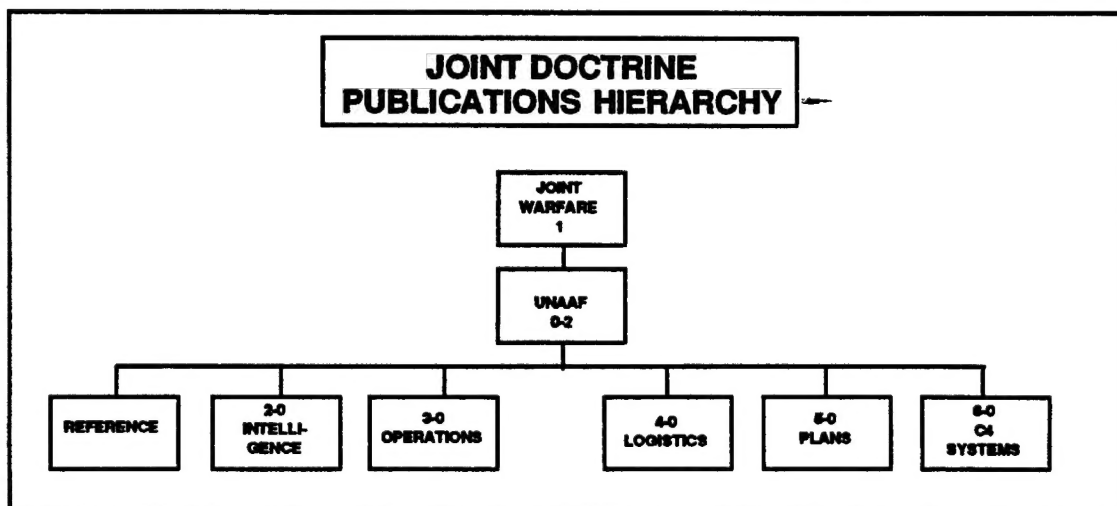 JOINT DOCTRINE
PUBLICATIONS HIERARCHY
JOINT
WARFARE
1
UNAAF
0-2
REFERENCE
2-0
INTELLI-
GENCE
3-0
OPERATIONS
4-0
LOGISTICS
5-0
PLANS
6-0
C4
SYSTEMS